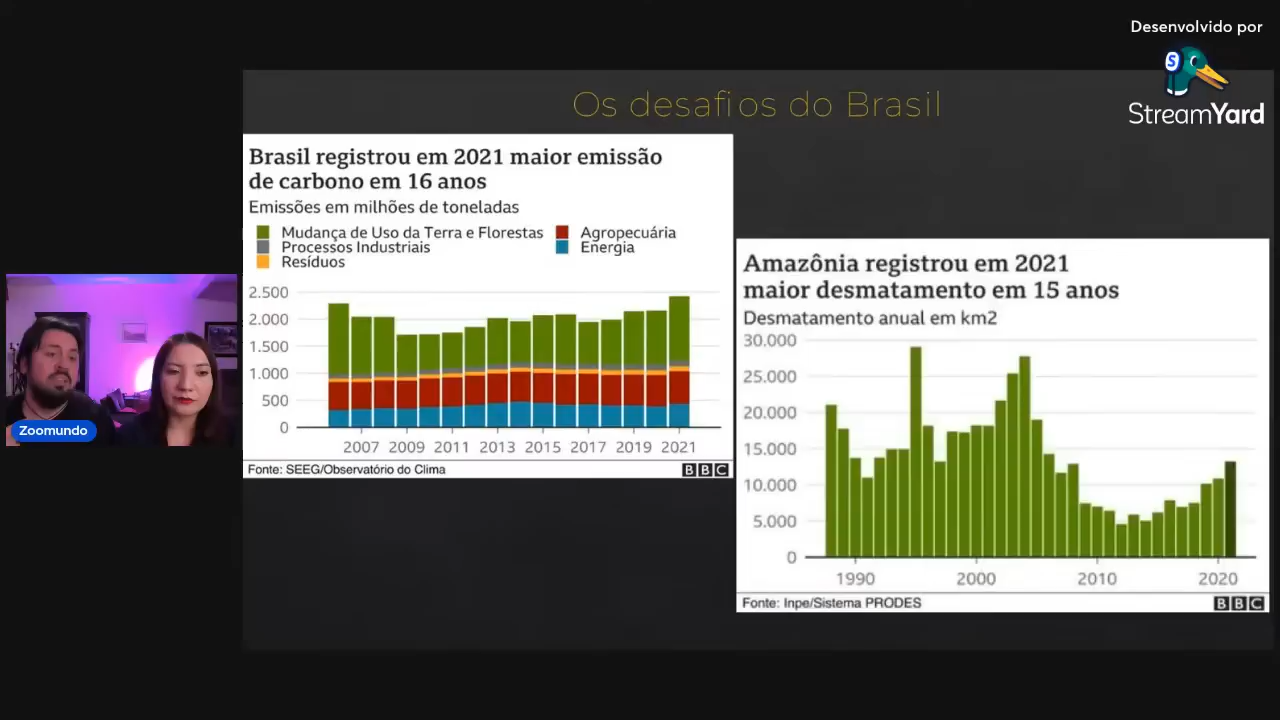 Desenvolvido por
StreamYard
Os desafios do Brasil
Brasil registrou em 2021 maior emissão
de carbono em 16 anos
Emissões em milhões de toneladas
Mudança de Uso da Terra e Florestas
Agropecuária
Processos Industriais
Energia
Resíduos
2.500
2.000
1.500
1.000
500
0
2007 2009 2011 2013 2015 2017 2019 2021
Fonte: SEEG/Observatório do Clima
BBC
Amazônia registrou em 2021
maior desmatamento em 15 anos
Desmatamento anual em km2
30.000
25.000
20.000
15.000
10.000
5.000
0
1990 2000 2010 2020
Fonte: Inpe/Sistema PRODES
BBC
Zoomundo